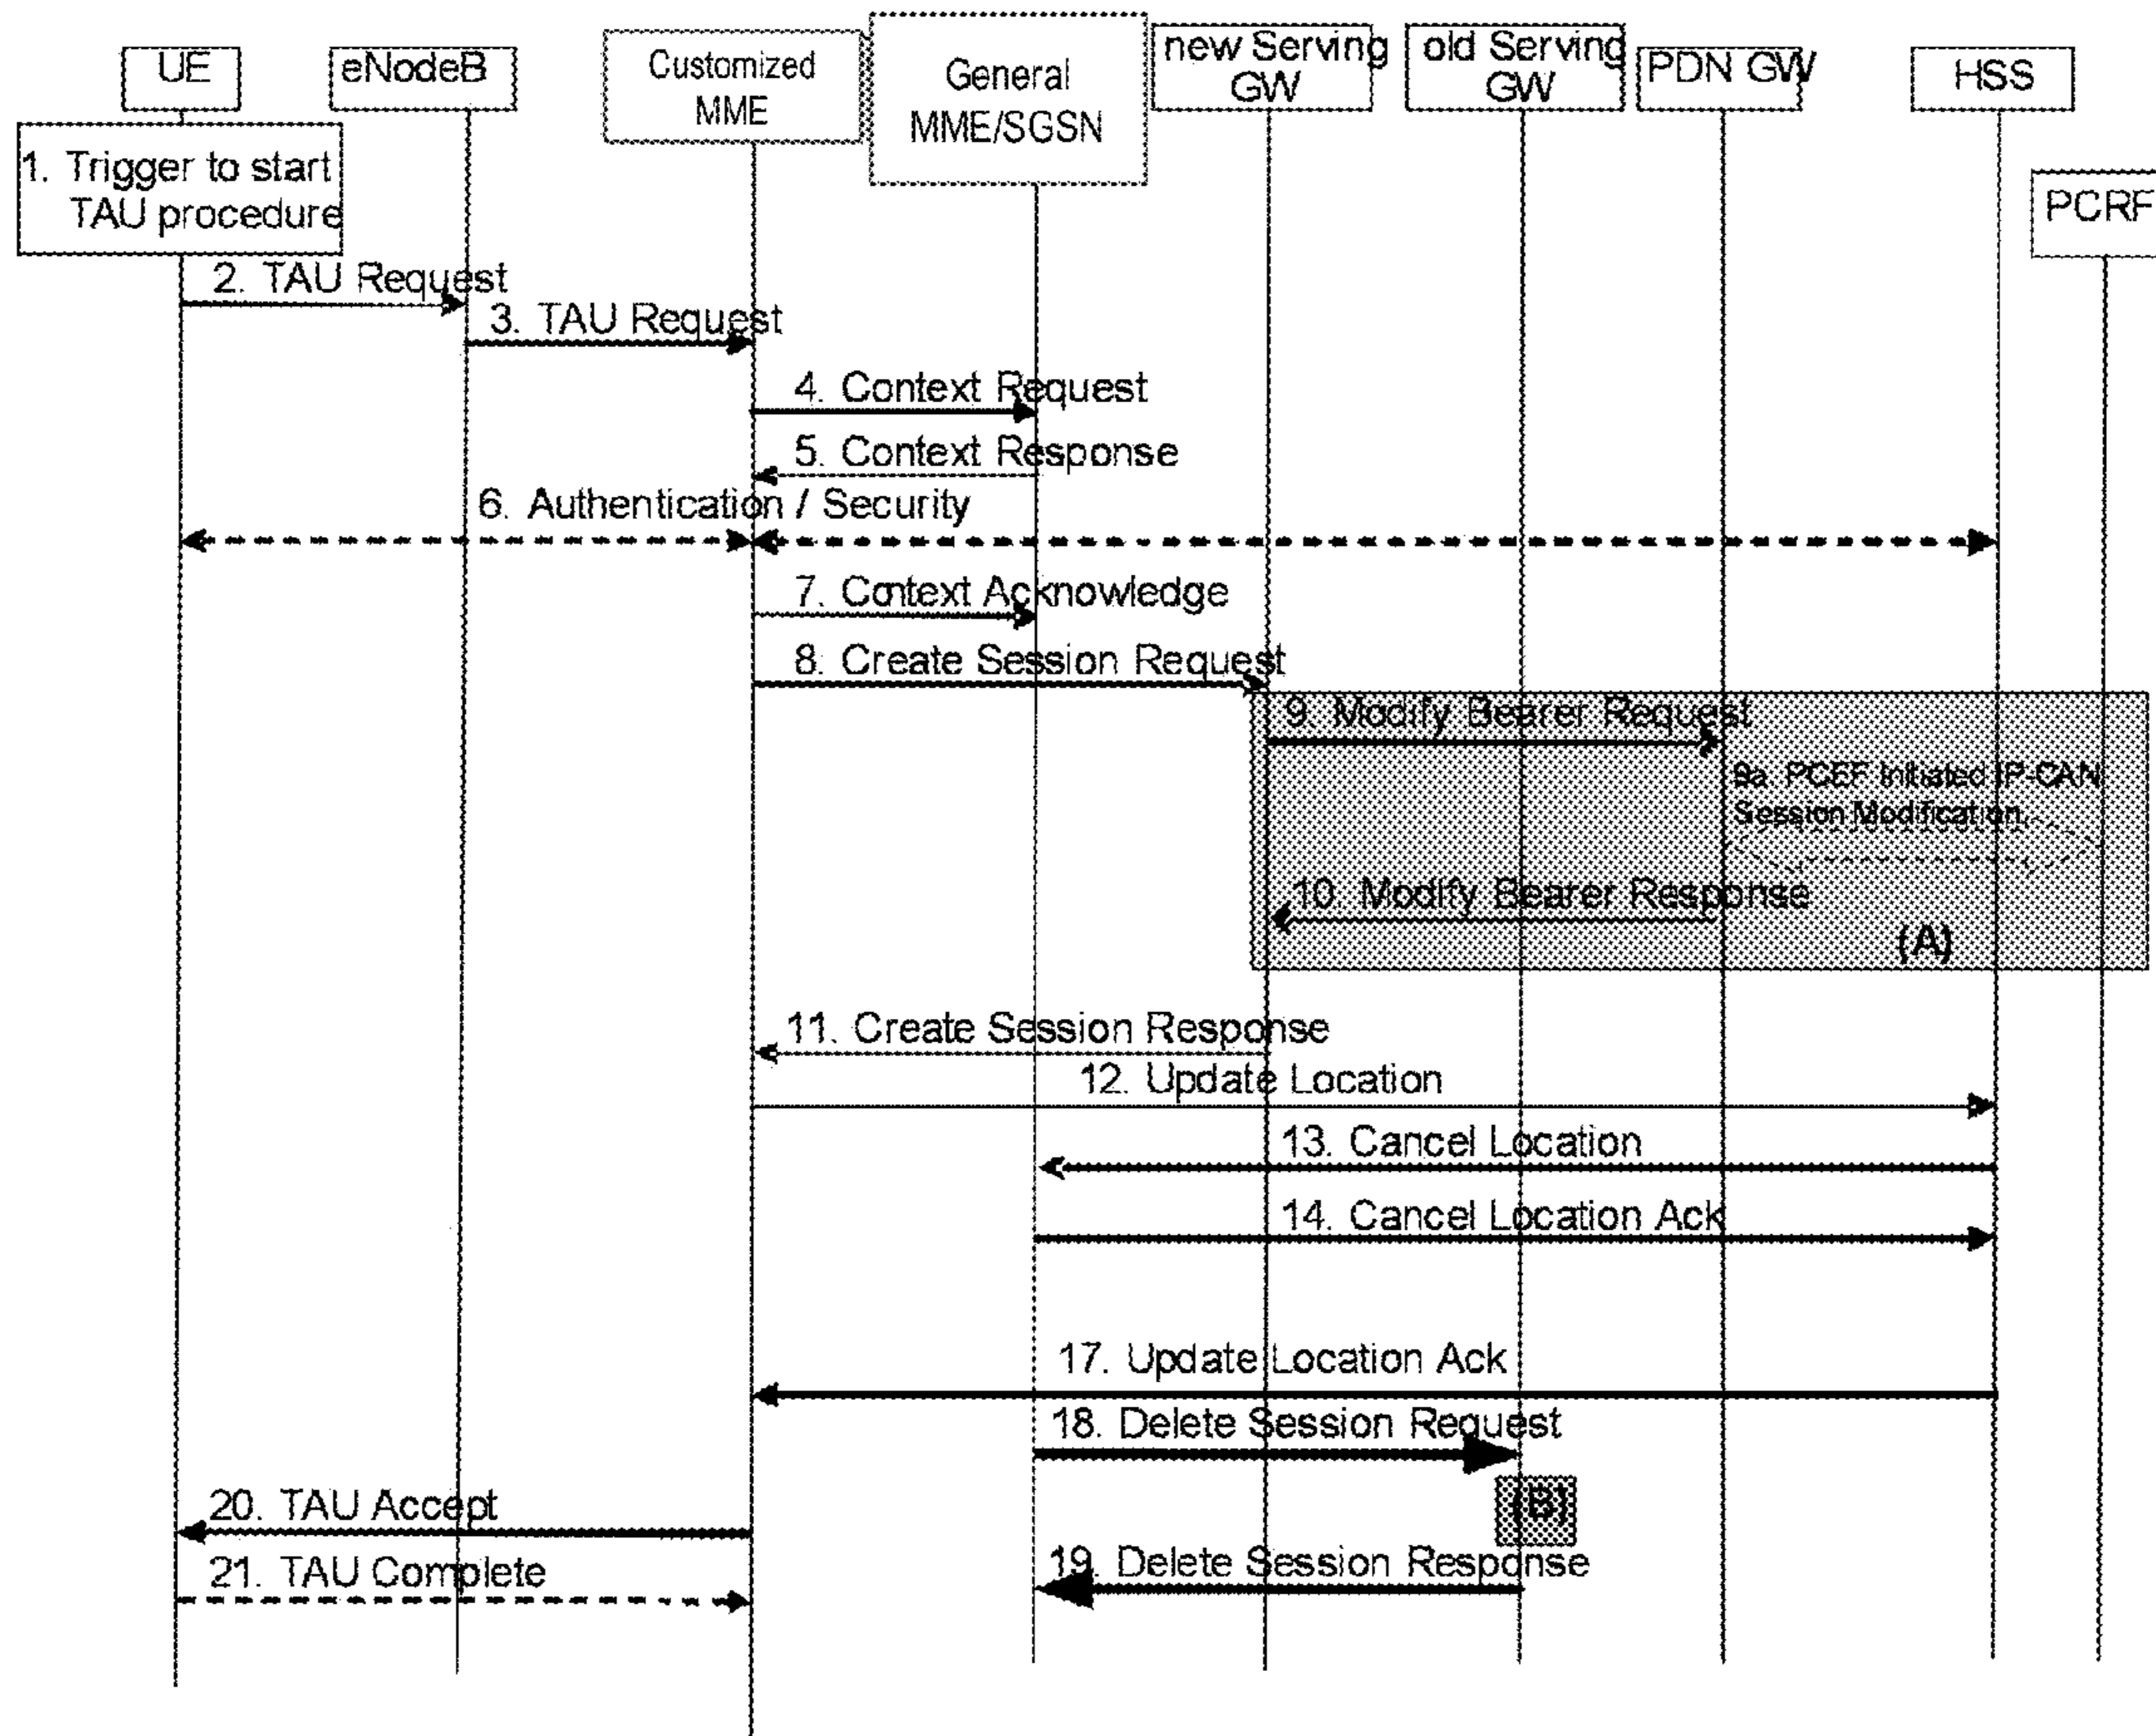 UE
eNodeB
Customized
MME
General
MME/SGSN
new Serving
GW
old Serving
GW
PDN GW
HSS
PCRF
1. Trigger to start
TAU procedure
2. TAU Request
3. TAU Request
4. Context Request
5. Context Response
6. Authentication / Security
7. Context Acknowledge
8. Create Session Request
9. Modify Bearer Request
9a. PCEF Initiated IP-CAN
Session Modification
10. Modify Bearer Response
(A)
11. Create Session Response
12. Update Location
13. Cancel Location
14. Cancel Location Ack
17. Update Location Ack
18. Delete Session Request
(B)
19. Delete Session Response
20. TAU Accept
21. TAU Complete